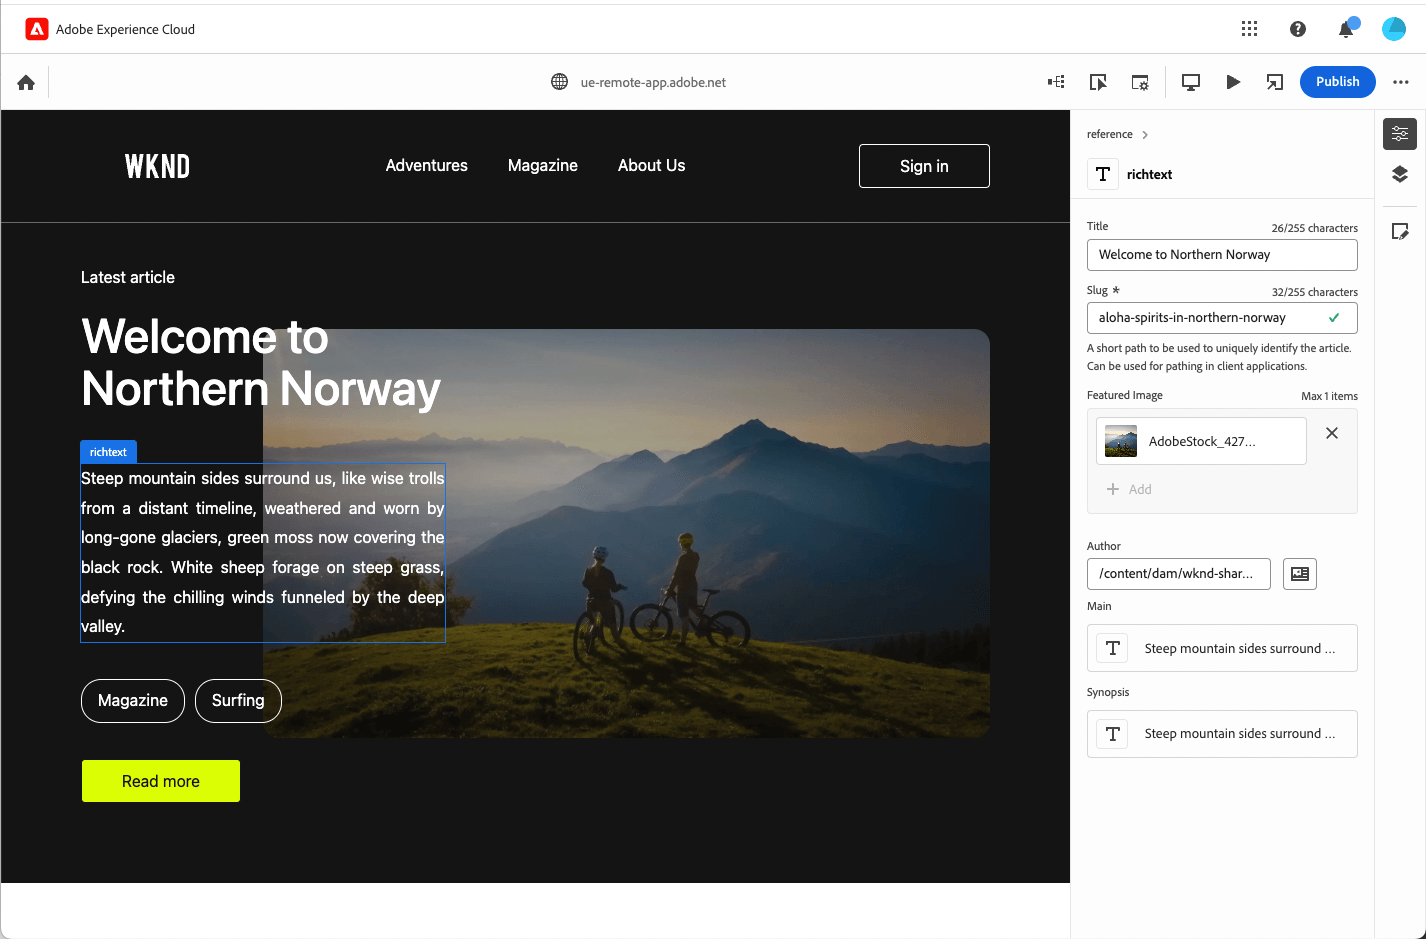 Adobe Experience Cloud
ue-remote-app.adobe.net
Publish
WKND
Adventures
Magazine
About Us
Sign in
Latest article
Welcome to
Northern Norway
richtext
Steep mountain sides surround us, like wise trolls
from a distant timeline, weathered and worn by
long-gone glaciers, green moss now covering the
black rock. White sheep forage on steep grass,
defying the chilling winds funneled by the deep
valley.
Magazine
Surfing
Read more
reference
T richtext
Title 26/255 characters
Welcome to Northern Norway
Slug * 32/255 characters
aloha-spirits-in-northern-norway
A short path to be used to uniquely identify the article.
Can be used for pathing in client applications.
Featured Image Max 1 items
AdobeStock_427...
Add
Author
/content/dam/wknd-shar...
Main
T Steep mountain sides surround ...
Synopsis
T Steep mountain sides surround ...